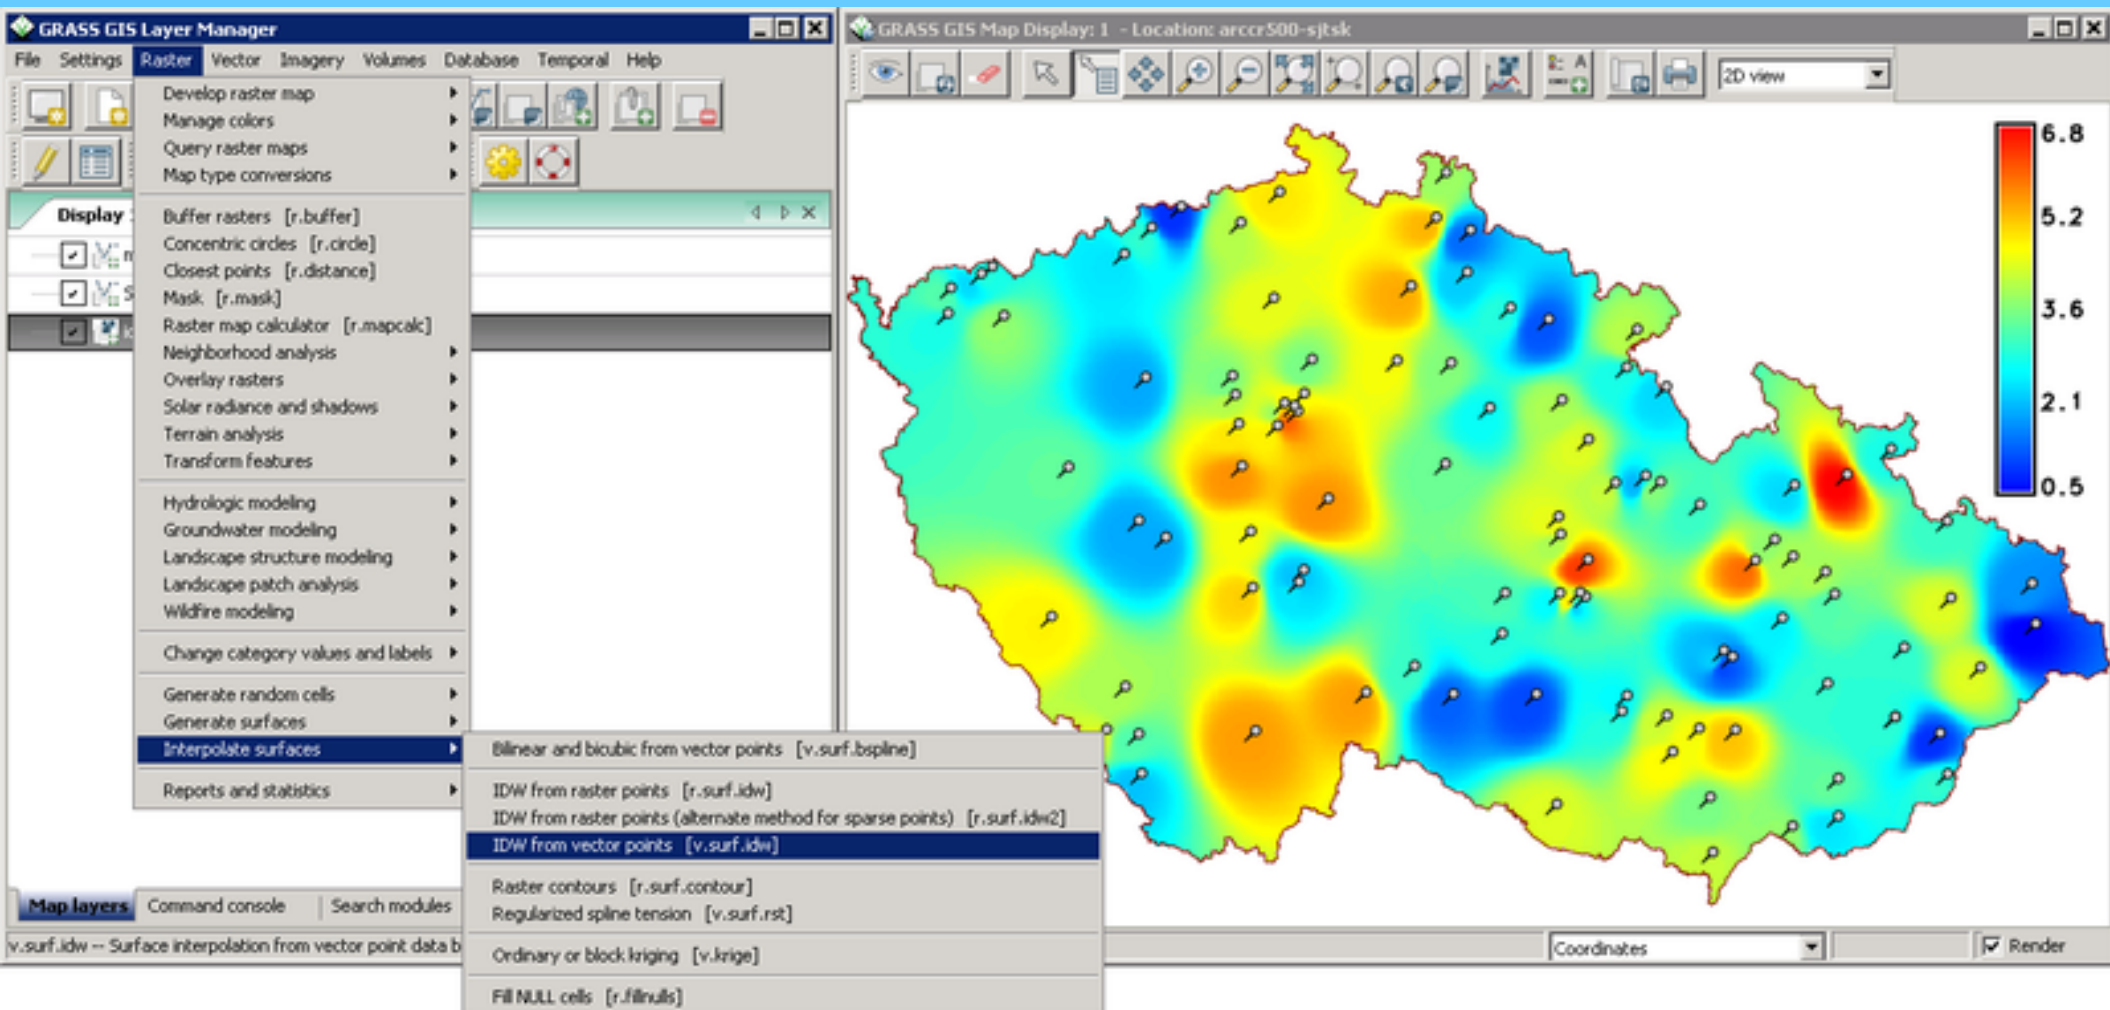 GRASS GIS Layer Manager
File Settings Raster Vector Imagery Volumes Database Temporal Help
Develop raster map
Manage colors
Query raster maps
Map type conversions
Display
Buffer rasters [r.buffer]
Concentric circles [r.circle]
Closest points [r.distance]
Mask [r.mask]
Raster map calculator [r.mapcalc]
Neighborhood analysis
Overlay rasters
Solar radiance and shadows
Terrain analysis
Transform features
Hydrologic modeling
Groundwater modeling
Landscape structure modeling
Landscape patch analysis
Wildfire modeling
Change category values and labels
Generate random cells
Generate surfaces
Interpolate surfaces
Reports and statistics
Bilinear and bicubic from vector points [v.surf.bspline]
IDW from raster points [r.surf.idw]
IDW from raster points (alternate method for sparse points) [r.surf.idw2]
IDW from vector points [v.surf.idw]
Raster contours [r.surf.contour]
Regularized spline tension [v.surf.rst]
Ordinary or block kriging [v.krige]
Fill NULL cells [r.fillnulls]
Map layers Command console Search modules
v.surf.idw -- Surface interpolation from vector point data b
GRASS GIS Map Display: 1 - Location: arccr500-sjtsk
2D view
6.8
5.2
3.6
2.1
0.5
Coordinates
Render